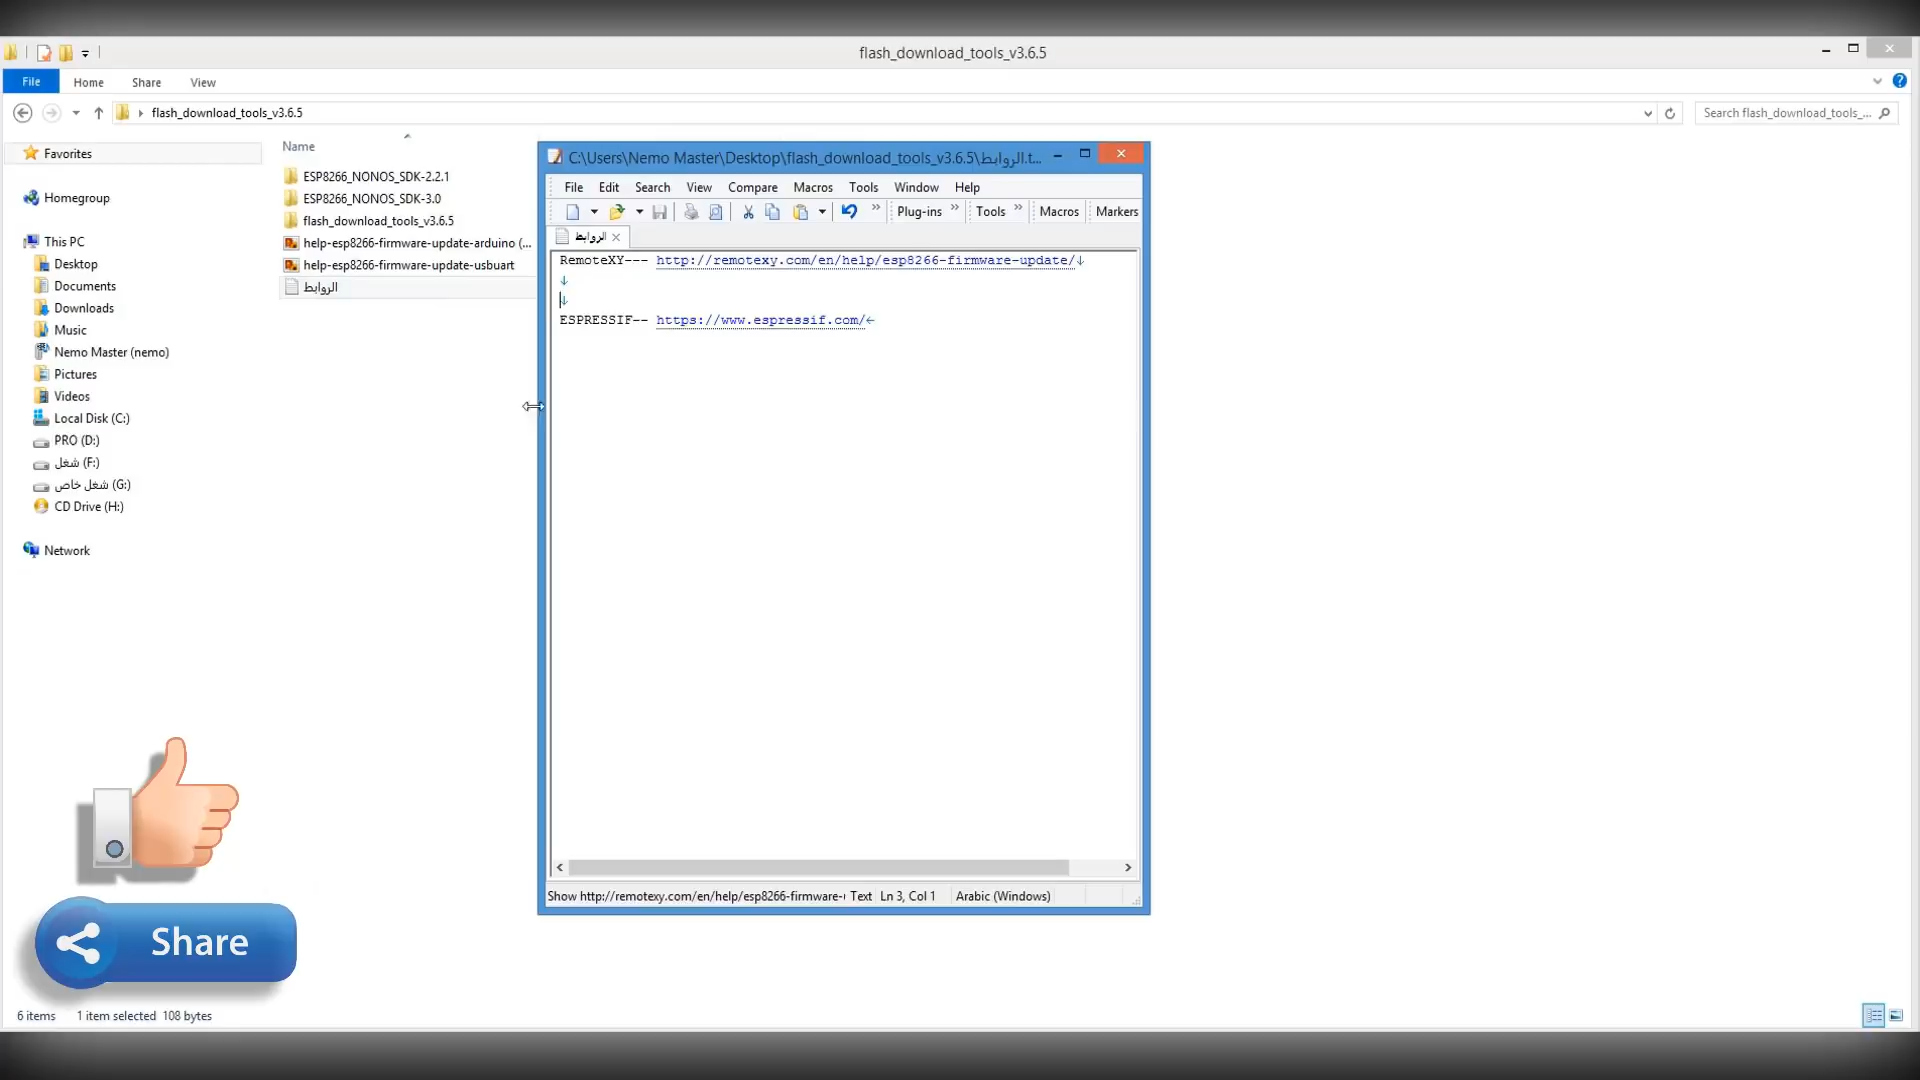 flash_download_tools_v3.6.5
File Home Share View
flash_download_tools_v3.6.5
Search flash_download_tools_...
Favorites
Homegroup
This PC
Desktop
Documents
Downloads
Music
Nemo Master (nemo)
Pictures
Videos
Local Disk (C:)
PRO (D:)
شغل (F:)
شغل خاص (G:)
CD Drive (H:)
Network
Name
ESP8266_NONOS_SDK-2.2.1
ESP8266_NONOS_SDK-3.0
flash_download_tools_v3.6.5
help-esp8266-firmware-update-arduino (...
help-esp8266-firmware-update-usbuart
الروابط
C:\Users\Nemo Master\Desktop\flash_download_tools_v3.6.5\الروابط.t...
File Edit Search View Compare Macros Tools Window Help
Plug-ins Tools Macros Markers
الروابط
RemoteXY--- http://remotexy.com/en/help/esp8266-firmware-update/
ESPRESSIF-- https://www.espressif.com/
Show http://remotexy.com/en/help/esp8266-firmware- Text Ln 3, Col 1 Arabic (Windows)
Share
6 items 1 item selected 108 bytes